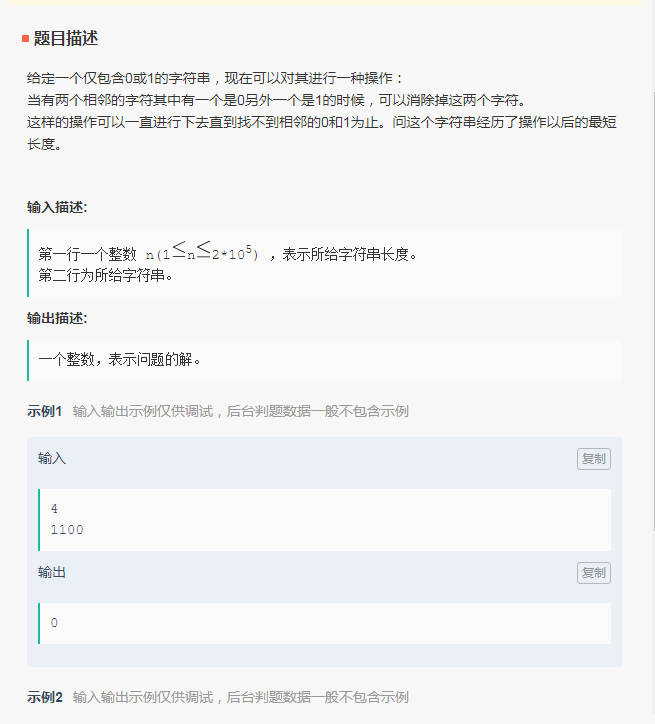 题目描述
给定一个仅包含0或1的字符串，现在可以对其进行一种操作：
当有两个相邻的字符其中有一个是0另外一个是1的时候，可以消除掉这两个字符。
这样的操作可以一直进行下去直到找不到相邻的0和1为止。问这个字符串经历了操作以后的最短
长度。
输入描述:
第一行一个整数 n(1≤n≤2*10⁵) ，表示所给字符串长度。
第二行为所给字符串。
输出描述:
一个整数，表示问题的解。
示例1 输入输出示例仅供调试，后台判题数据一般不包含示例
输入 复制
4
1100
输出 复制
0
示例2 输入输出示例仅供调试，后台判题数据一般不包含示例